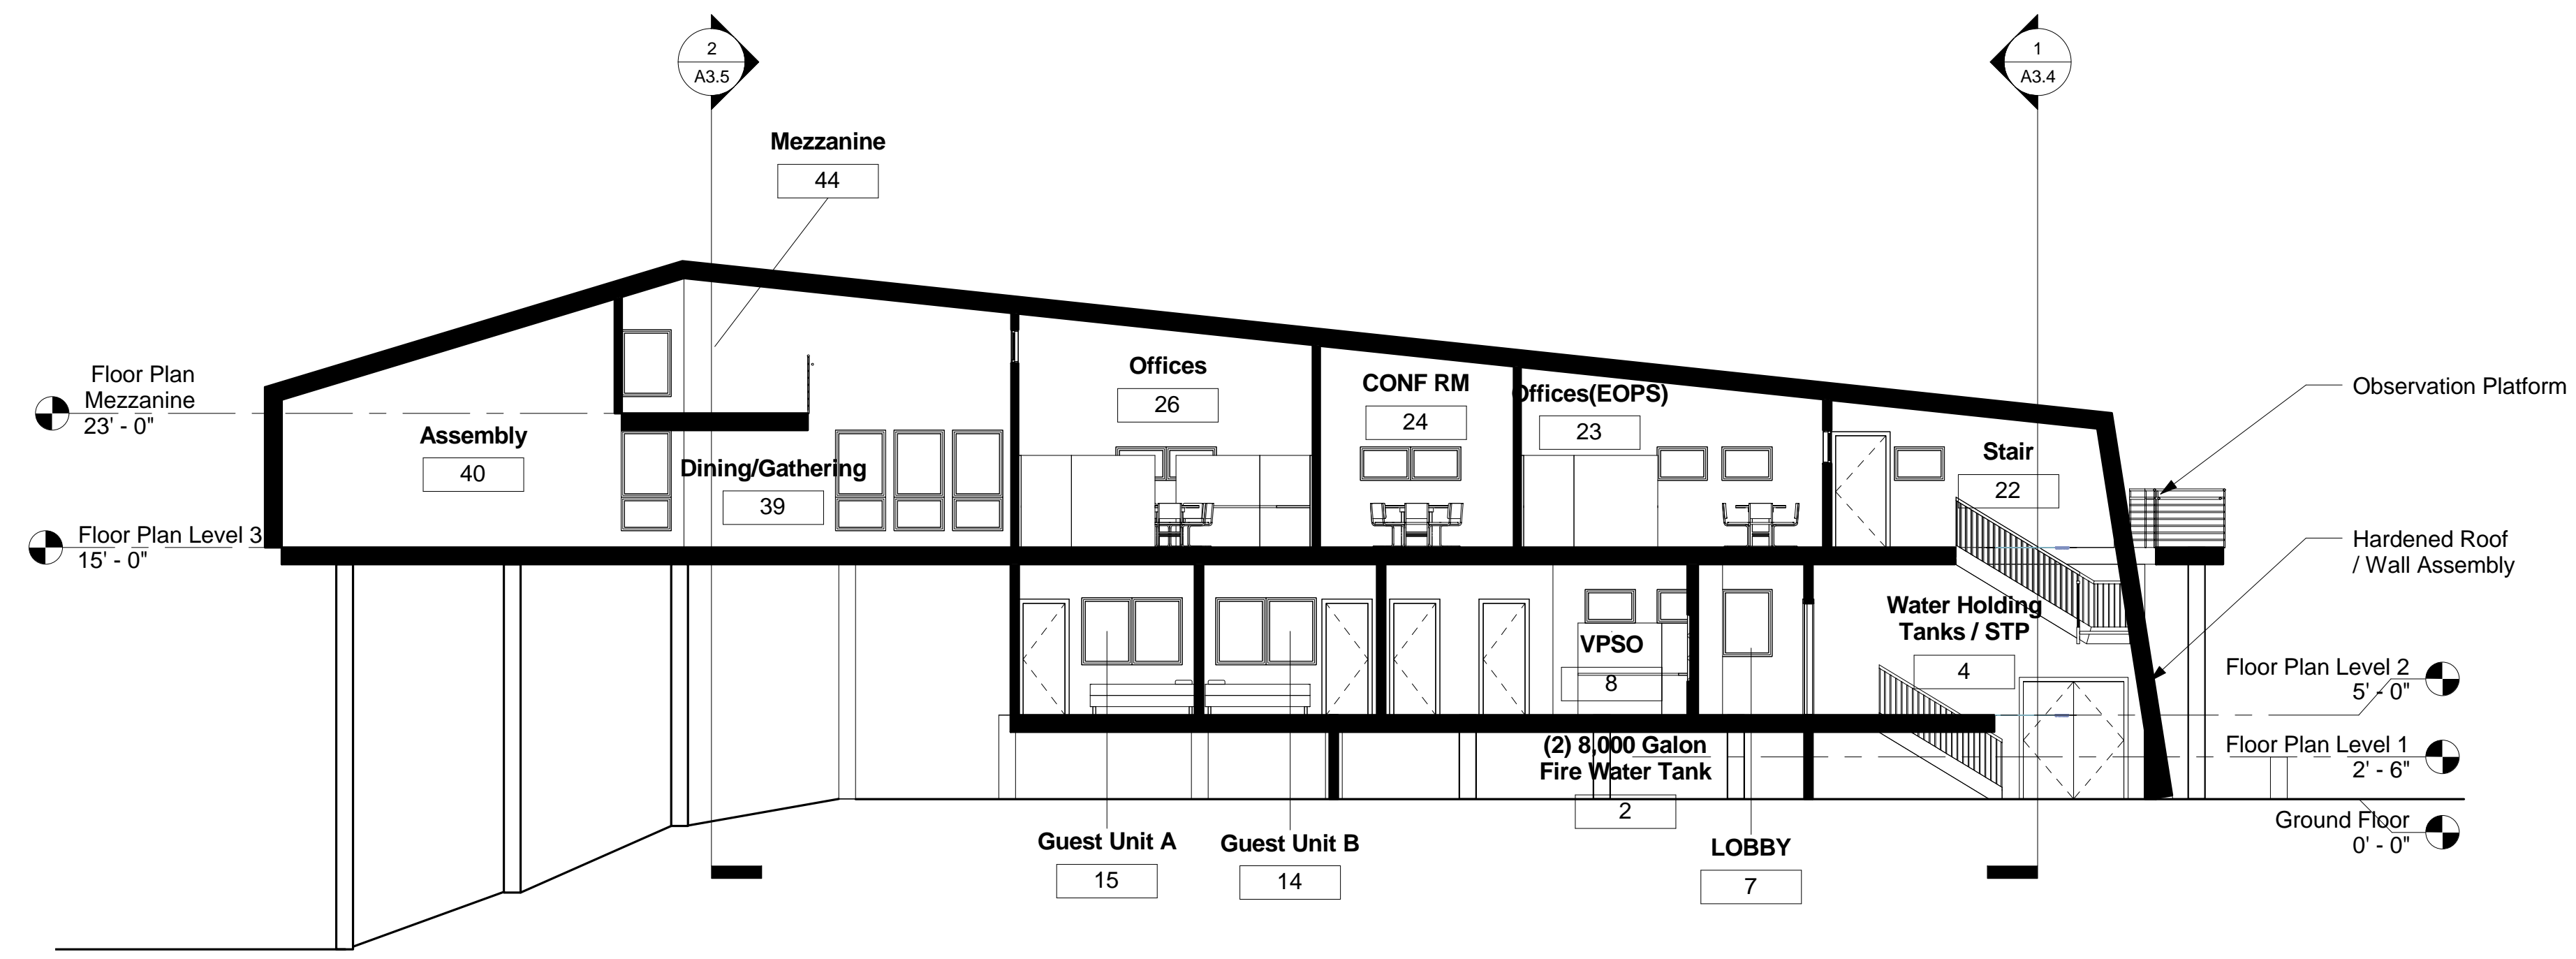 2
A3.5
1
A3.4
Mezzanine
44
Floor Plan
Mezzanine
23' - 0"
Assembly
40
Dining/Gathering
39
Offices
26
CONF RM
24
Offices(EOPS)
23
Stair
22
Observation Platform
Floor Plan Level 3
15' - 0"
Hardened Roof
/ Wall Assembly
Water Holding
Tanks / STP
4
VPSO
8
Floor Plan Level 2
5' - 0"
(2) 8,000 Galon
Fire Water Tank
2
Floor Plan Level 1
2' - 6"
Ground Floor
0' - 0"
Guest Unit A
15
Guest Unit B
14
LOBBY
7